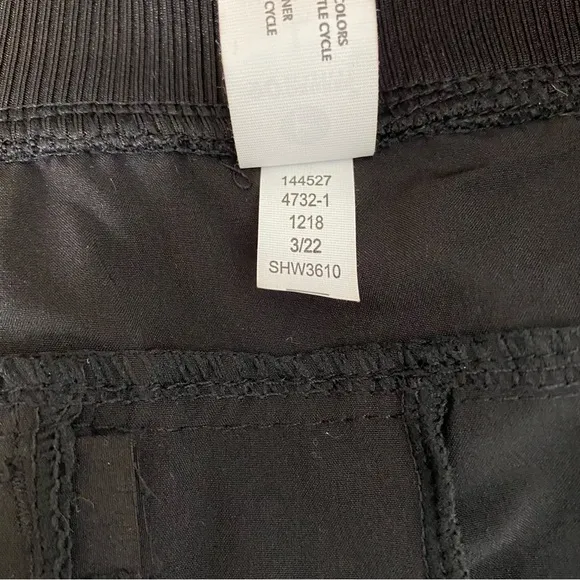 COLORS
TLE CYCLE
NER
CYCLE
144527
4732-1
1218
3/22
SHW3610